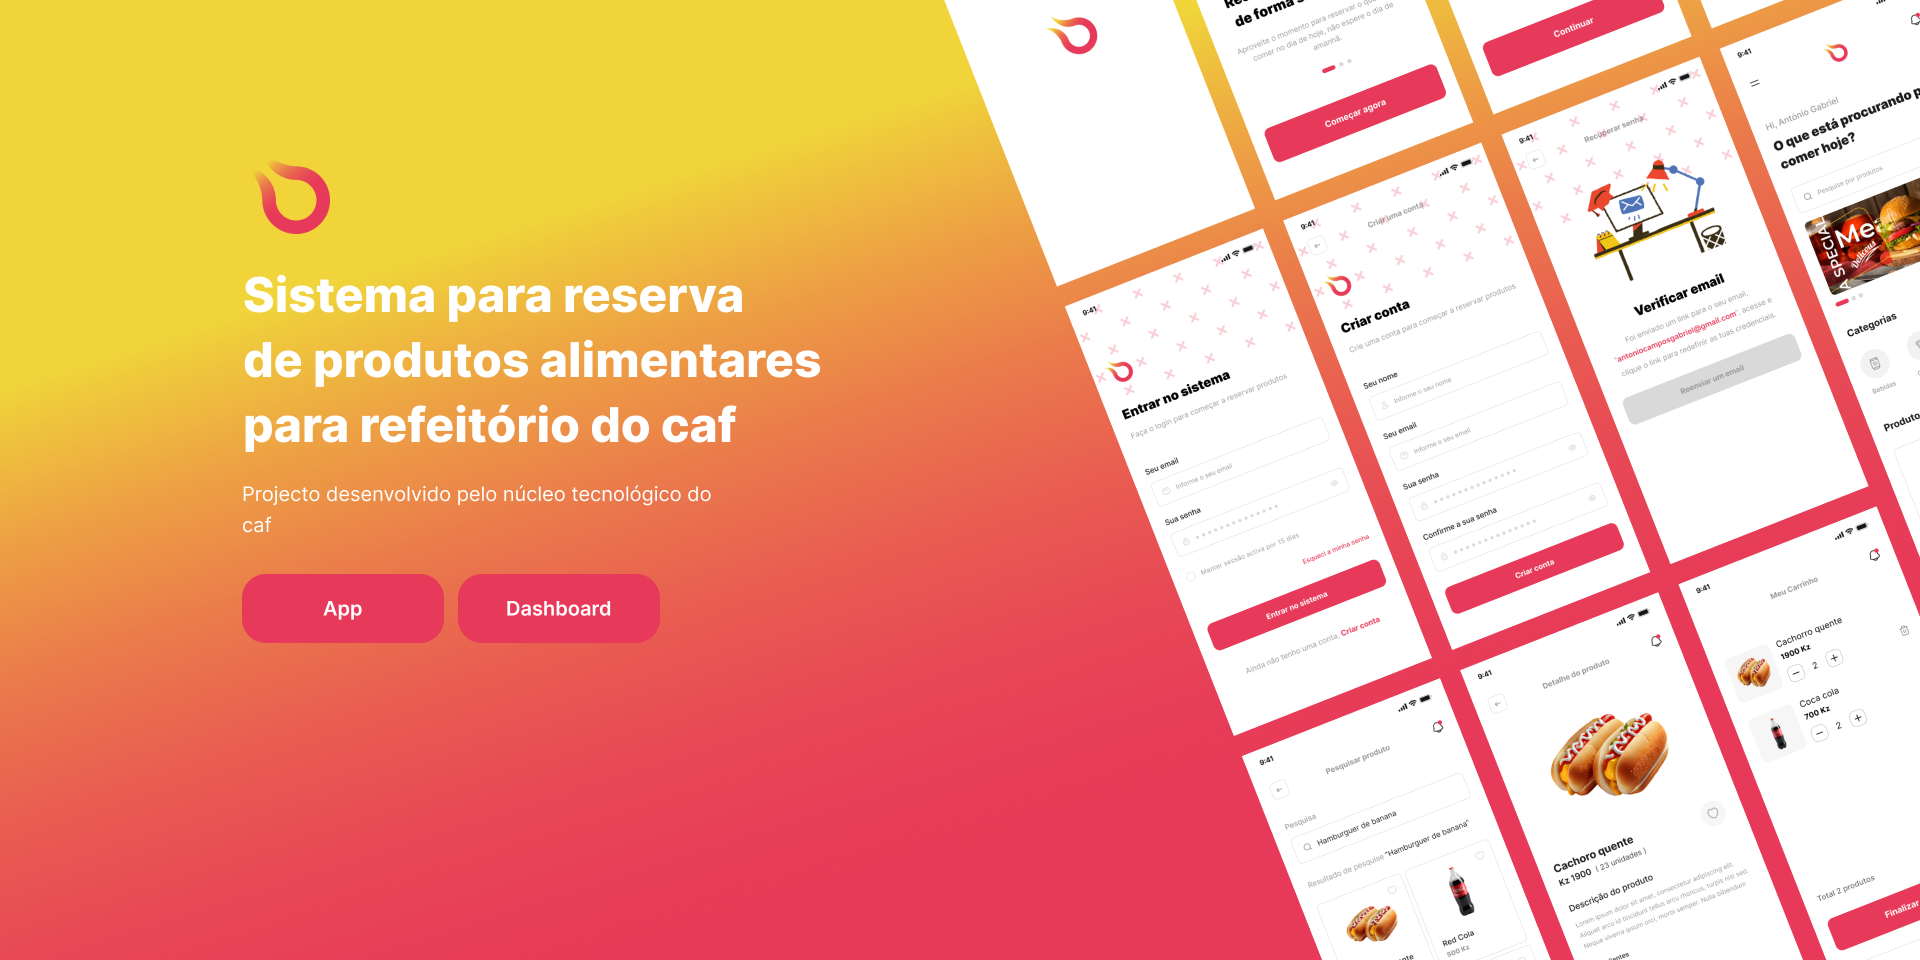 Sistema para reserva
de produtos alimentares
para refeitório do caf
Projecto desenvolvido pelo núcleo tecnológico do
caf
App
Dashboard
de forma
Aproveite o momento para reservar o que
comer no dia de hoje, não espere o dia de
amanhã.
Começar agora
Continuar
9:41
Entrar no sistema
Faça o login para começar a reservar produtos
Seu email
Informe o seu email
Sua senha
Manter sessão activa por 15 dias
Esqueci a minha senha
Entrar no sistema
Ainda não tenho uma conta, Criar conta
9:41
Criar uma conta
Criar conta
Crie uma conta para começar a reservar produtos
Seu nome
Informe o seu nome
Seu email
Informe o seu email
Sua senha
Confirme a sua senha
Criar conta
9:41
Recuperar senha
Verificar email
Foi enviado um link para o seu email,
"antoniocamposgabriel@gmail.com", acesse e
clique o link para redefinir as tuas credenciais.
Reenviar um email
9:41
Hi, António Gabriel
O que está procurando p
comer hoje?
Pesquise por produtos
SPECIAL
Me
Delicious
Categorias
Bebidas
Produto
9:41
Pesquisar produto
Pesquisa
Hamburguer de banana
Resultado de pesquise "Hamburguer de banana"
Red Cola
500 Kz
9:41
Detalhe do produto
Cachoro quente
Kz 1900 ( 23 unidades )
Descrição do produto
Lorem ipsum dolor sit amet, consectetur adipiscing elit.
Aliquet arcu id tincidunt tellus arcu rhoncus, turpis nisi sed.
Neque viverra ipsum orci, morbi semper. Nulla bibendum
9:41
Meu Carrinho
Cachorro quente
1900 Kz
2
Coca cola
700 Kz
2
Total 2 produtos
Finalizar